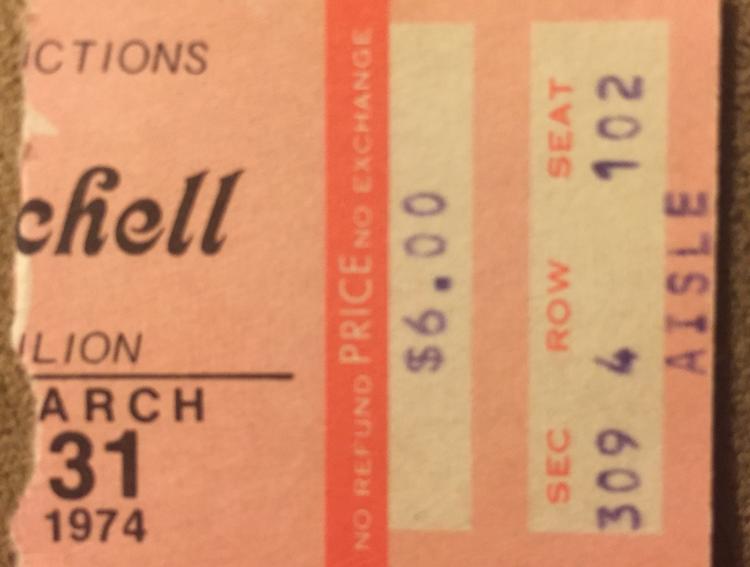 ICTIONS
chell
ILION
ARCH
31
1974
NO REFUND PRICE NO EXCHANGE
$6.00
SEC ROW SEAT
309 4 102
AISLE